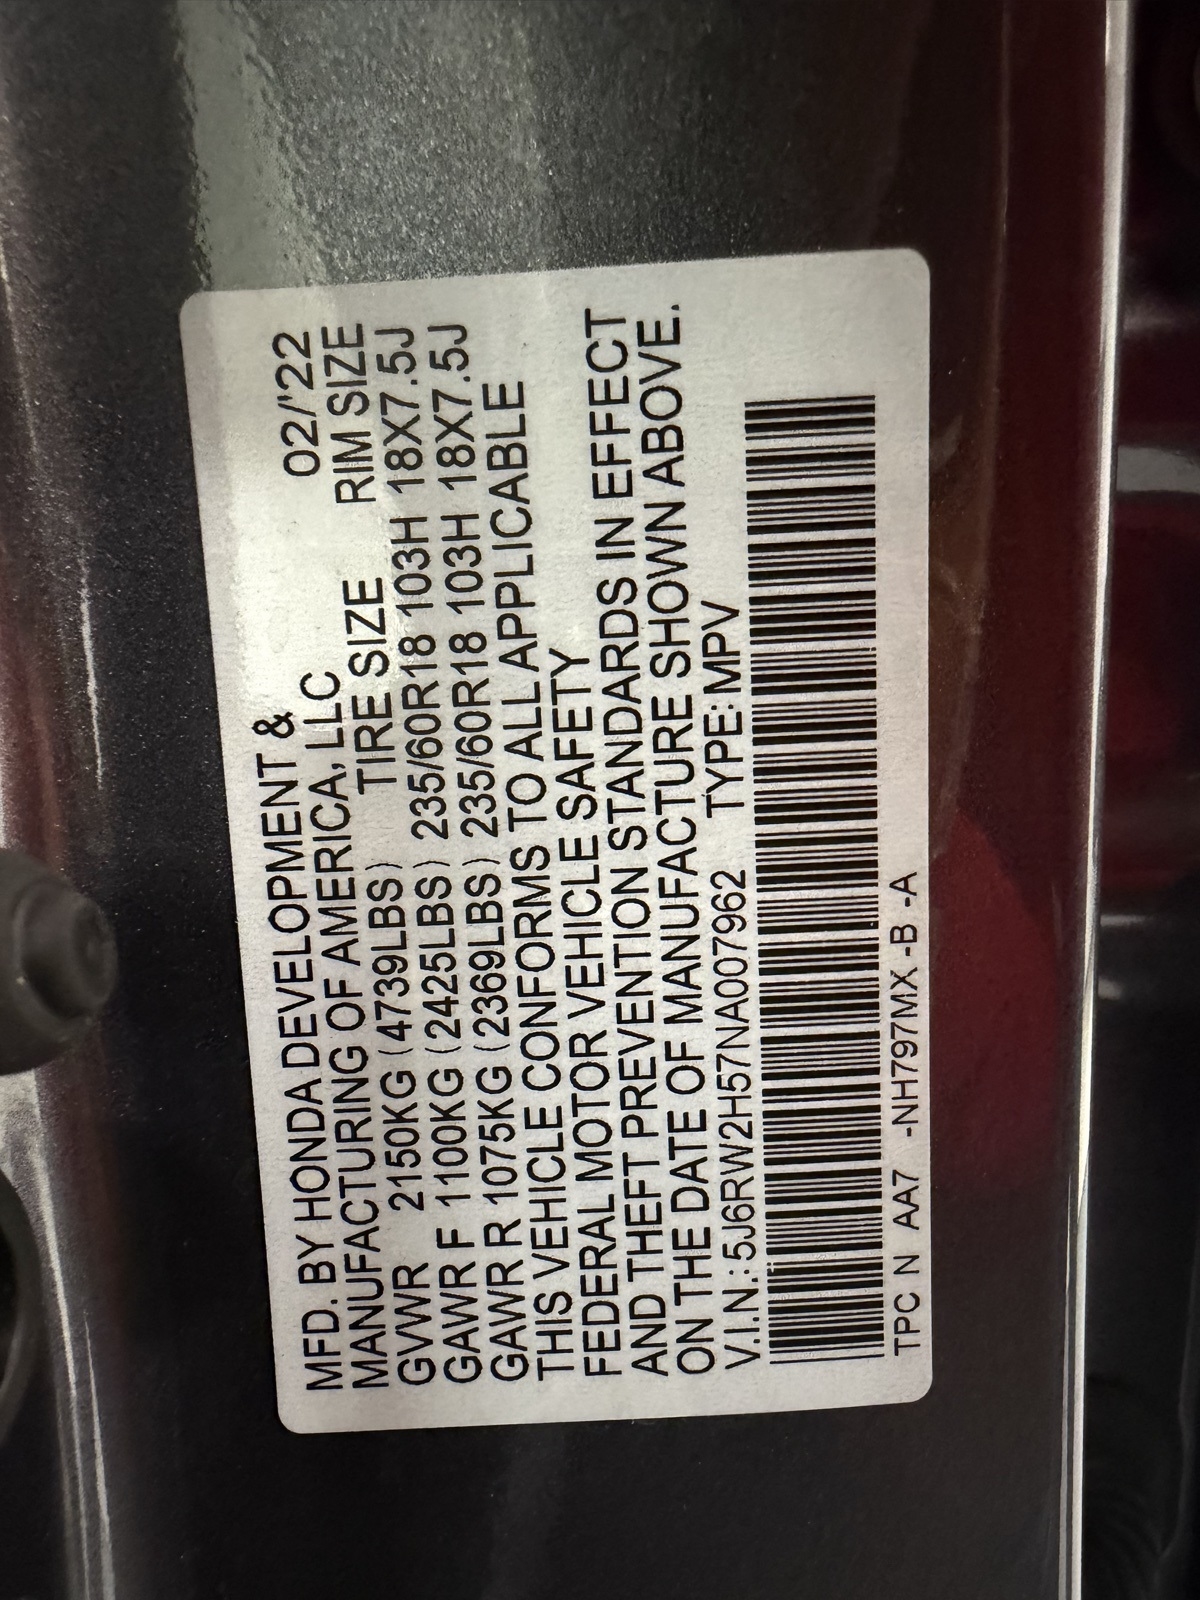 MFD. BY HONDA DEVELOPMENT &
MANUFACTURING OF AMERICA, LLC 02/'22
TIRE SIZE RIM SIZE
GVWR 2150KG (4739LBS)
GAWR F 1100KG (2425LBS) 235/60R18 103H 18X7.5J
GAWR R 1075KG (2369LBS) 235/60R18 103H 18X7.5J
THIS VEHICLE CONFORMS TO ALL APPLICABLE
FEDERAL MOTOR VEHICLE SAFETY
AND THEFT PREVENTION STANDARDS IN EFFECT
ON THE DATE OF MANUFACTURE SHOWN ABOVE.
V.I.N.: 5J6RW2H57NA007962 TYPE: MPV
TPC N AA7 -NH797MX -B -A